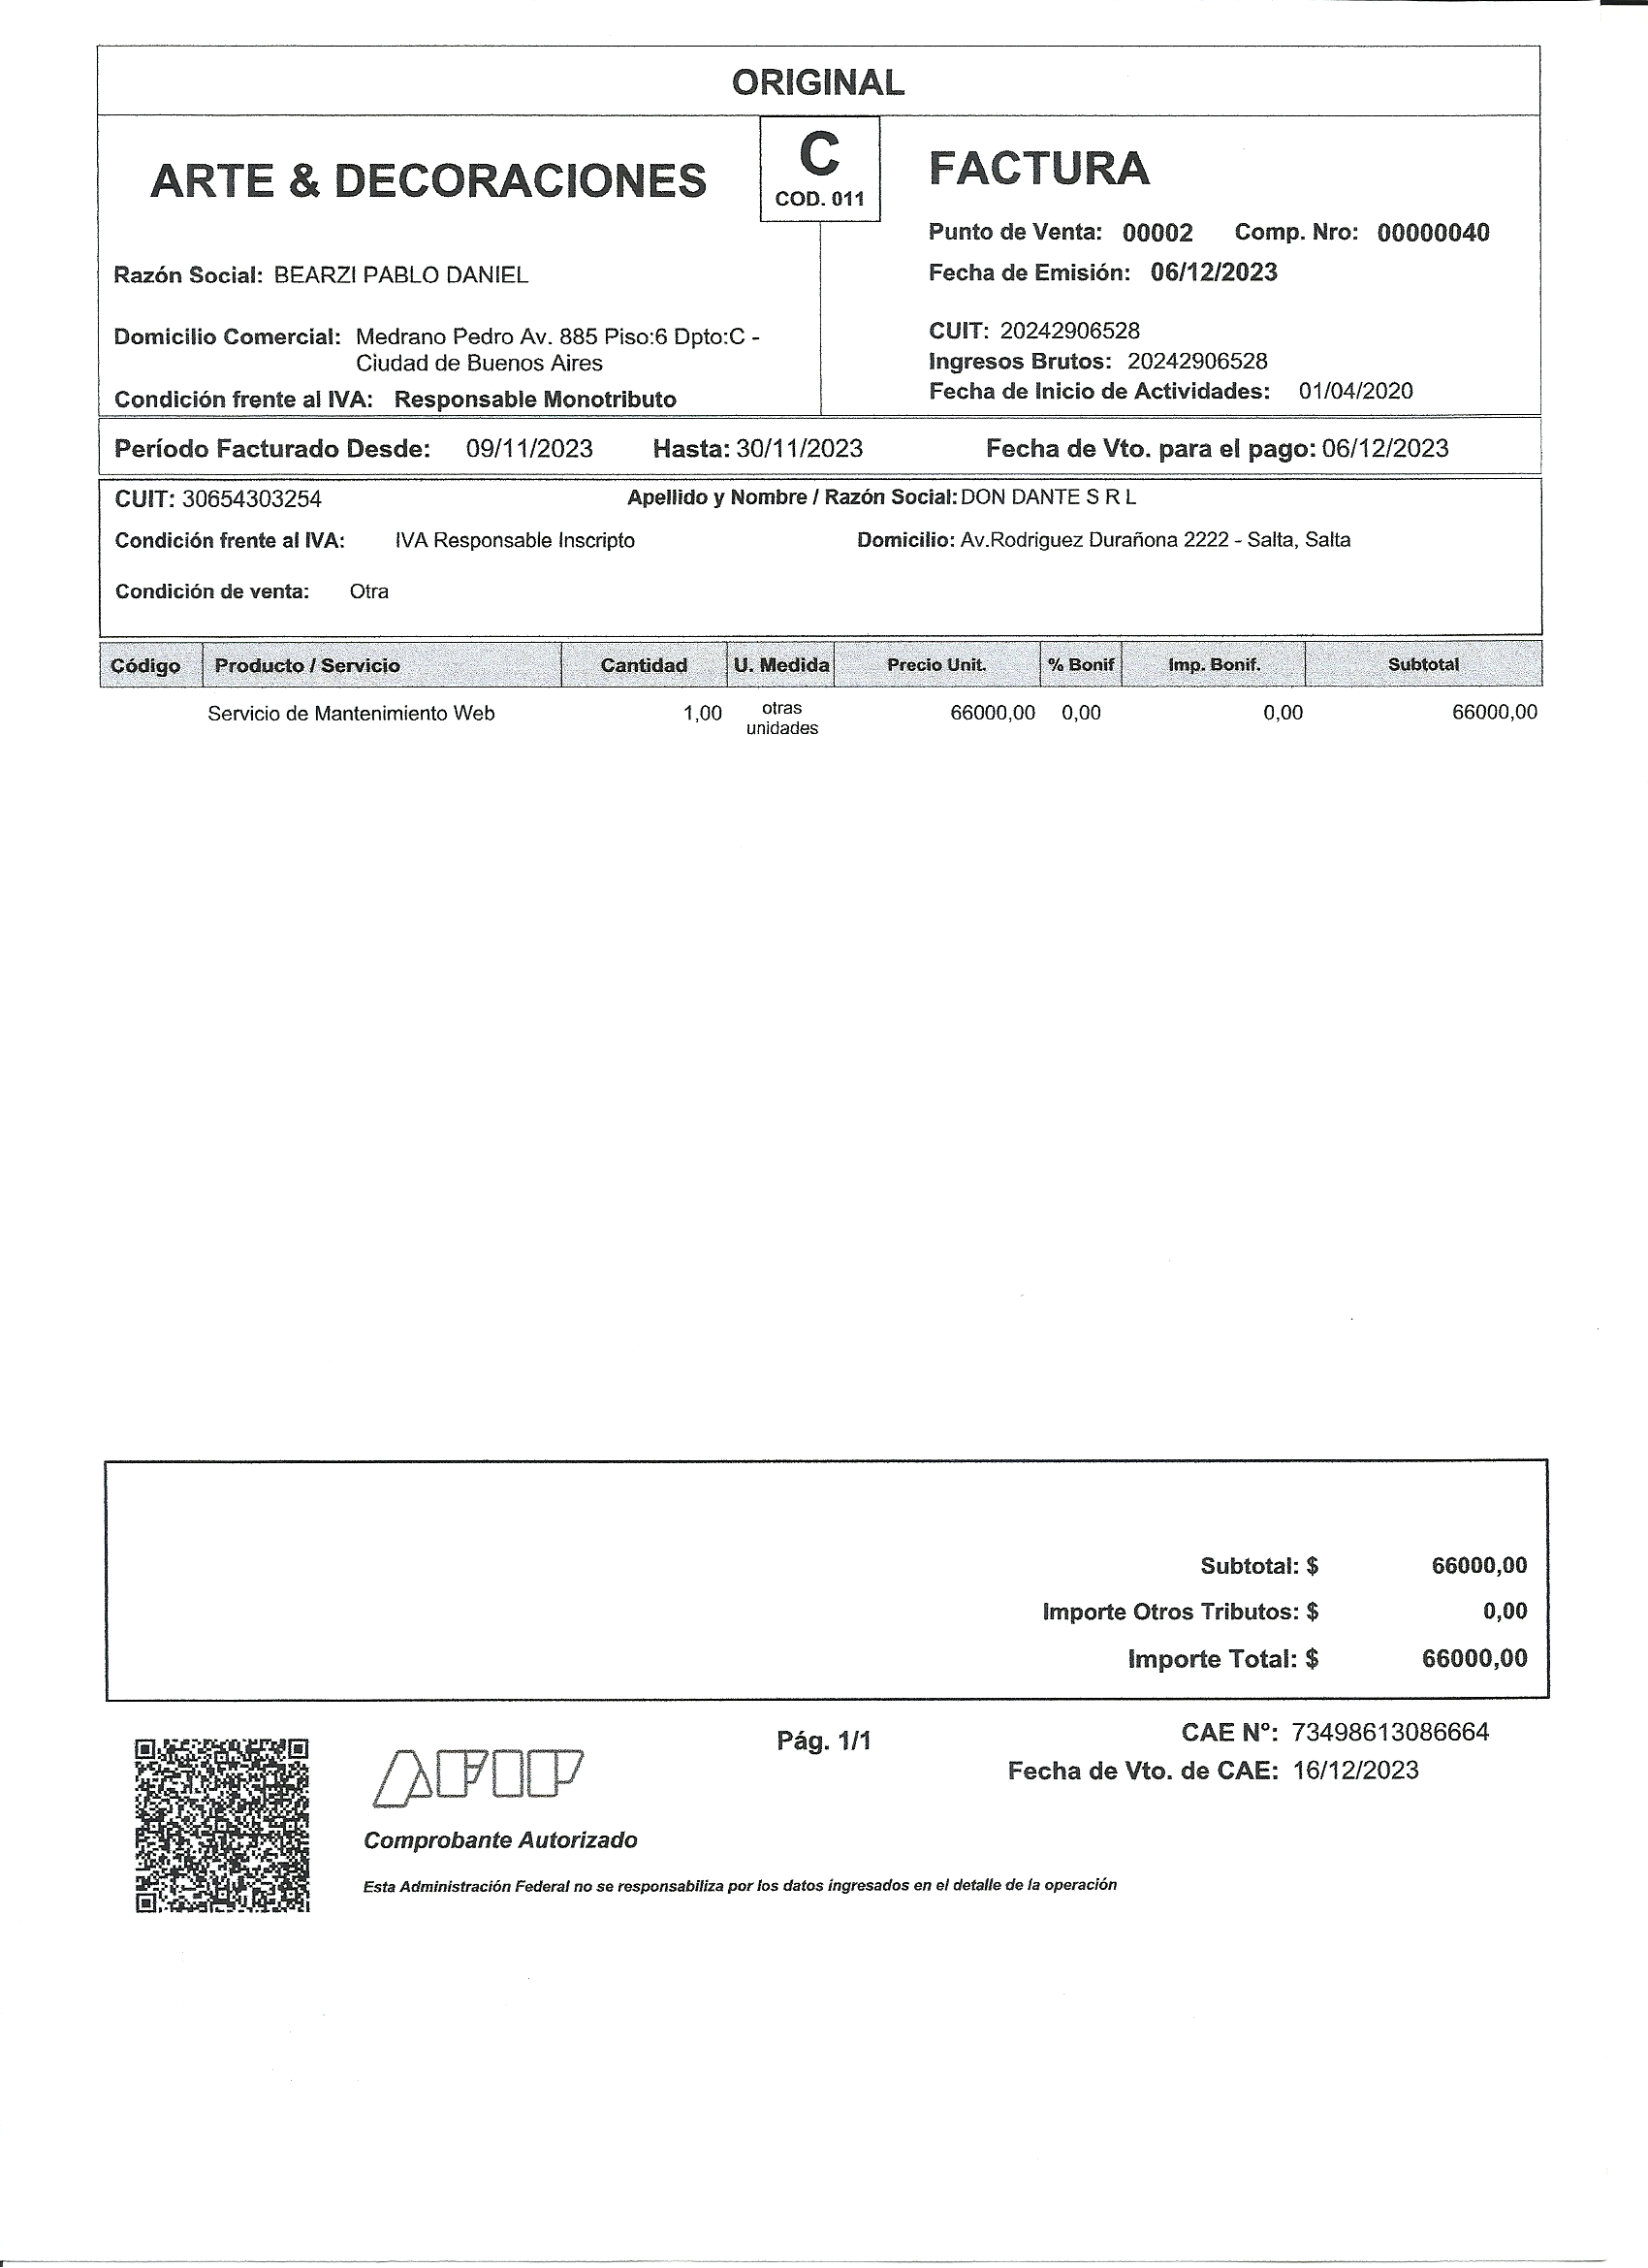 ORIGINAL
ARTE & DECORACIONES
C
COD. 011
FACTURA
Punto de Venta: 00002 Comp. Nro: 00000040
Razón Social: BEARZI PABLO DANIEL
Fecha de Emisión: 06/12/2023
Domicilio Comercial: Medrano Pedro Av. 885 Piso:6 Dpto:C -
Ciudad de Buenos Aires
CUIT: 20242906528
Ingresos Brutos: 20242906528
Condición frente al IVA: Responsable Monotributo
Fecha de Inicio de Actividades: 01/04/2020
Período Facturado Desde: 09/11/2023 Hasta: 30/11/2023 Fecha de Vto. para el pago: 06/12/2023
CUIT: 30654303254 Apellido y Nombre / Razón Social: DON DANTE S R L
Condición frente al IVA: IVA Responsable Inscripto Domicilio: Av.Rodriguez Durañona 2222 - Salta, Salta
Condición de venta: Otra
Código Producto / Servicio Cantidad U. Medida Precio Unit. % Bonif Imp. Bonif. Subtotal
Servicio de Mantenimiento Web 1,00 otras unidades 66000,00 0,00 0,00 66000,00
Subtotal: $ 66000,00
Importe Otros Tributos: $ 0,00
Importe Total: $ 66000,00
Pág. 1/1
CAE Nº: 73498613086664
Fecha de Vto. de CAE: 16/12/2023
AFIP
Comprobante Autorizado
Esta Administración Federal no se responsabiliza por los datos ingresados en el detalle de la operación